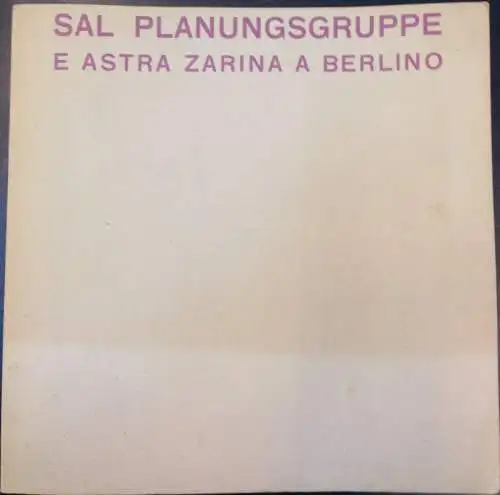 SAL PLANUNGSGRUPPE
E ASTRA ZARINA A BERLINO